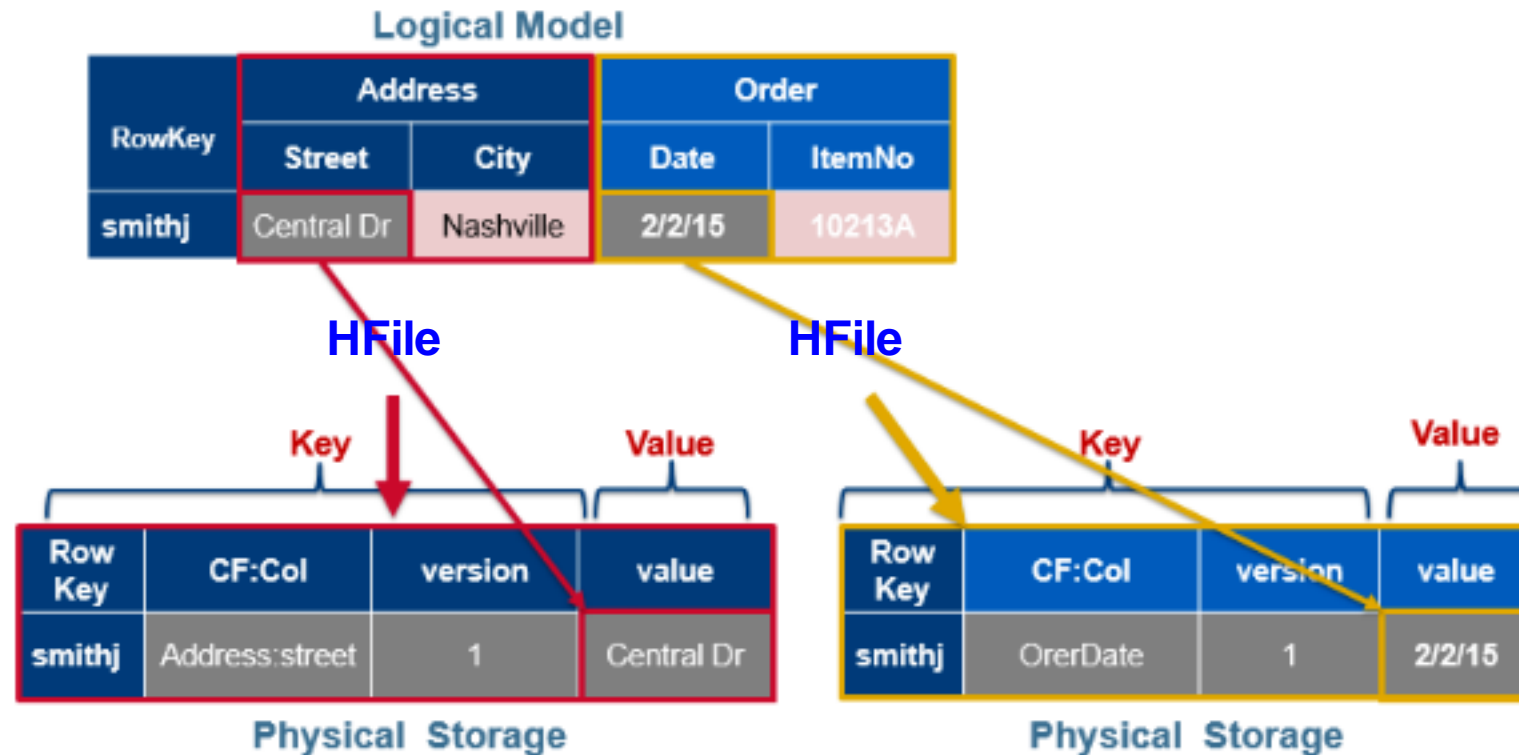 Logical Model
Address Order
RowKey
Street City Date ItemNo
smithj Central Dr Nashville 2/2/15 10213A
HFile HFile
Key Value Key Value
Row Key CF:Col version value Row Key CF:Col version value
smithj Address:street 1 Central Dr smithj OrerDate 1 2/2/15
Physical Storage Physical Storage